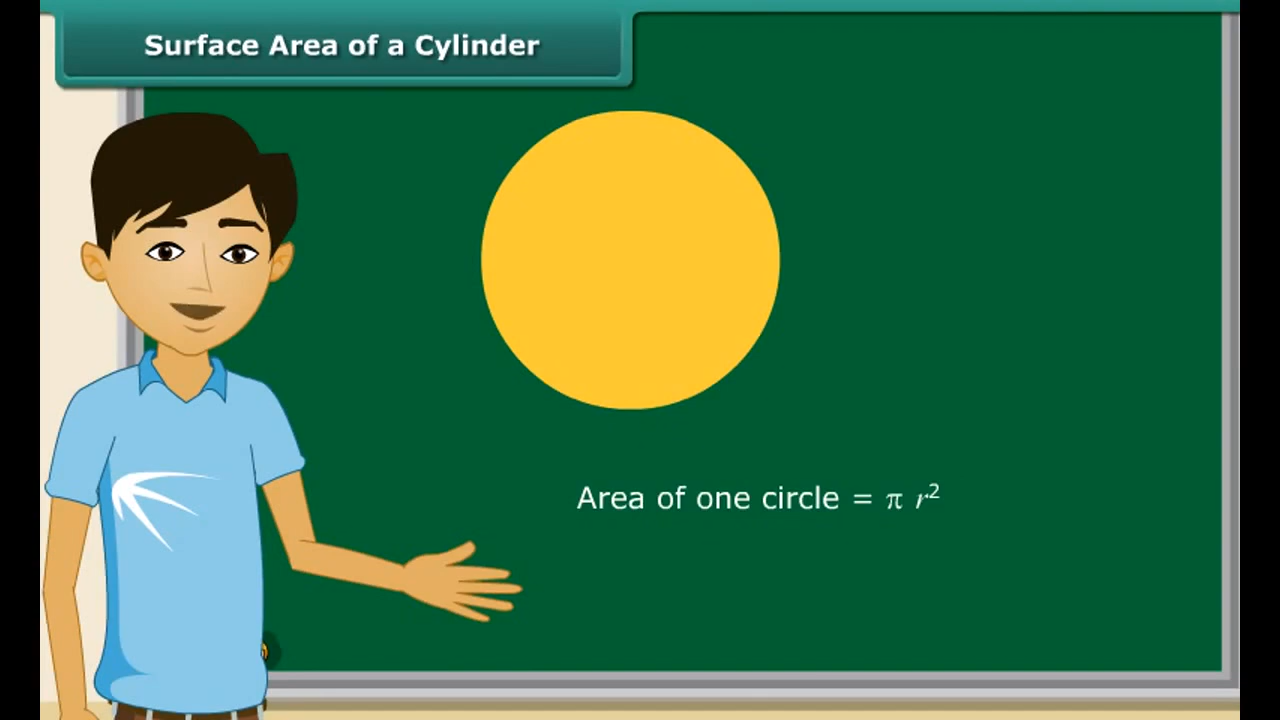 Surface Area of a Cylinder
Area of one circle = π r²